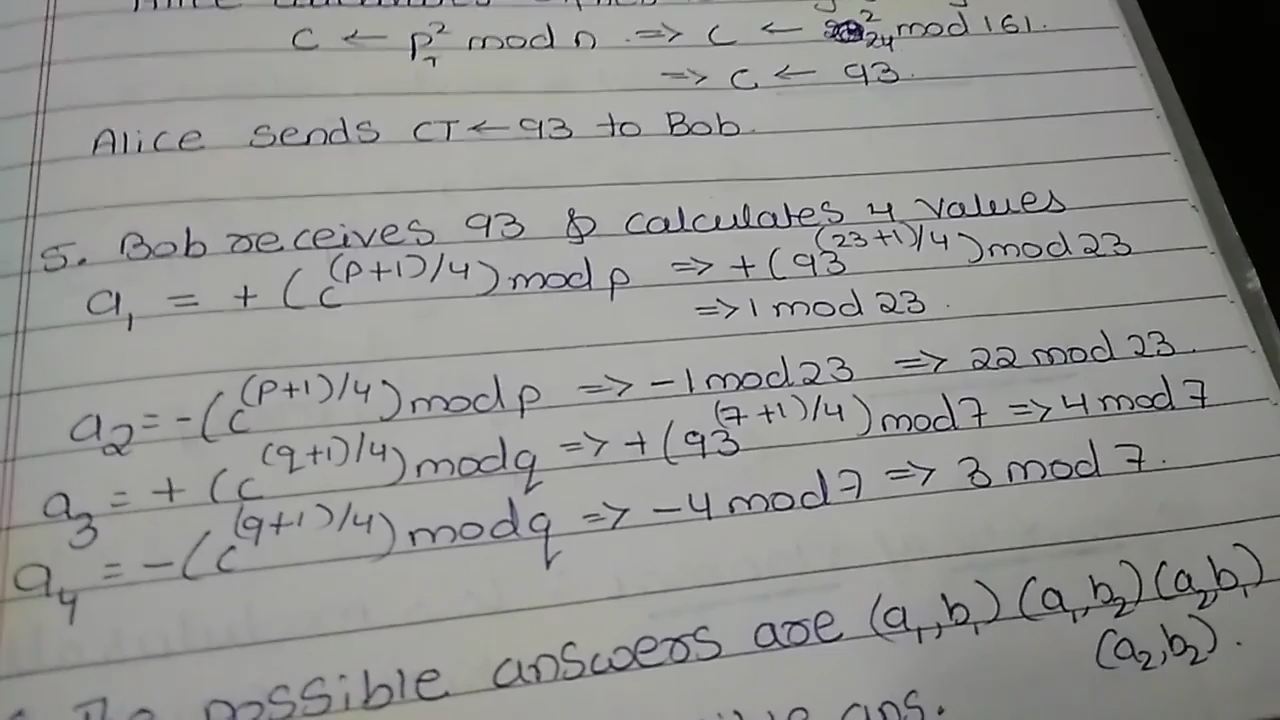 C ← P² mod n ⇒ C ← 24² mod 161.
⇒ C ← 93.
Alice sends CT ← 93 to Bob.
5. Bob receives 93 & calculates 4 values
a₁ = + (c^(p+1)/4) mod p ⇒ + (93^(23+1)/4) mod 23
⇒ 1 mod 23.
a₂ = - (c^(p+1)/4) mod p ⇒ -1 mod 23 ⇒ 22 mod 23.
a₃ = + (c^(q+1)/4) mod q ⇒ + (93^(7+1)/4) mod 7 ⇒ 4 mod 7
a₄ = - (c^(q+1)/4) mod q ⇒ -4 mod 7 ⇒ 3 mod 7.
possible answers are (a₁, b₁) (a₁, b₂) (a₂, b₁)
(a₂, b₂).
ans.